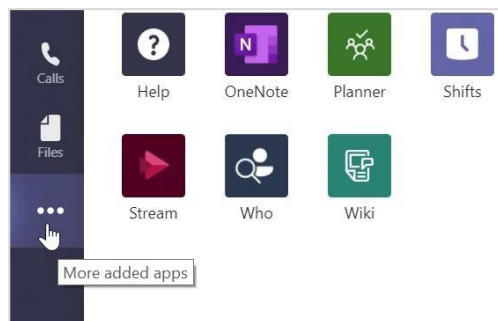 Calls
Help
OneNote
Planner
Shifts
Files
Stream
Who
Wiki
More added apps